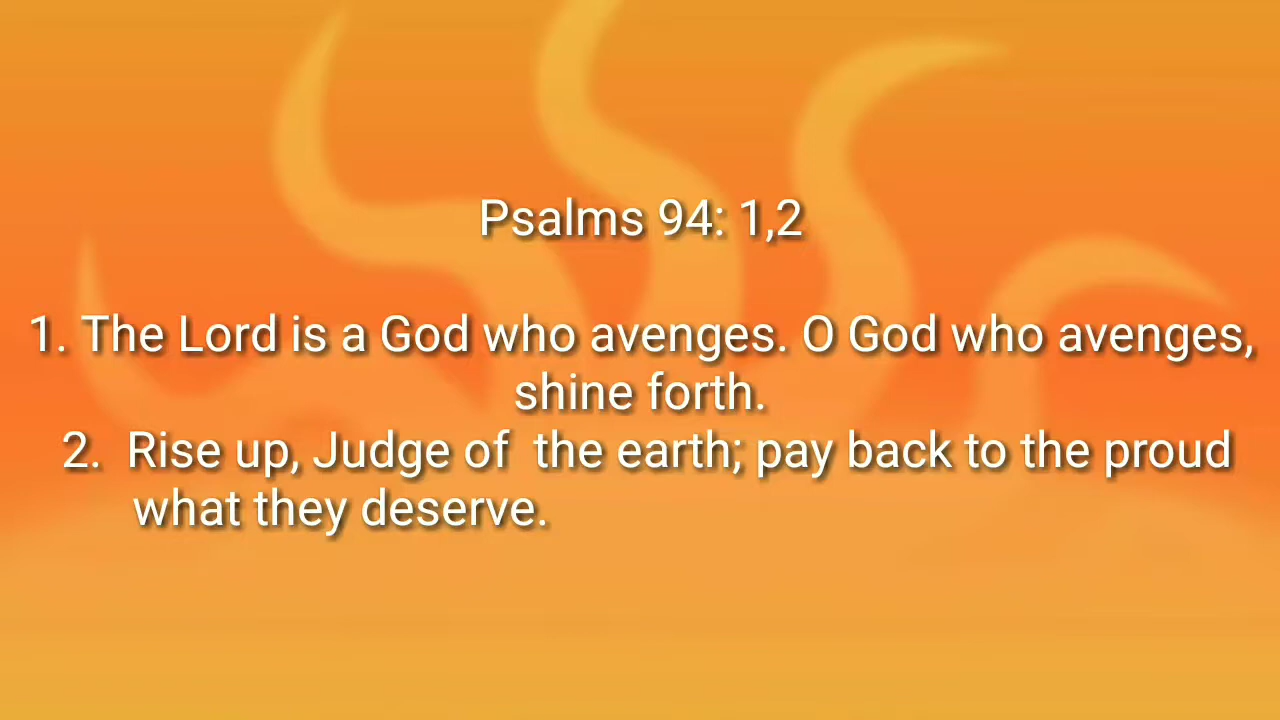 Psalms 94: 1,2
1. The Lord is a God who avenges. O God who avenges,
shine forth.
2. Rise up, Judge of the earth; pay back to the proud
what they deserve.